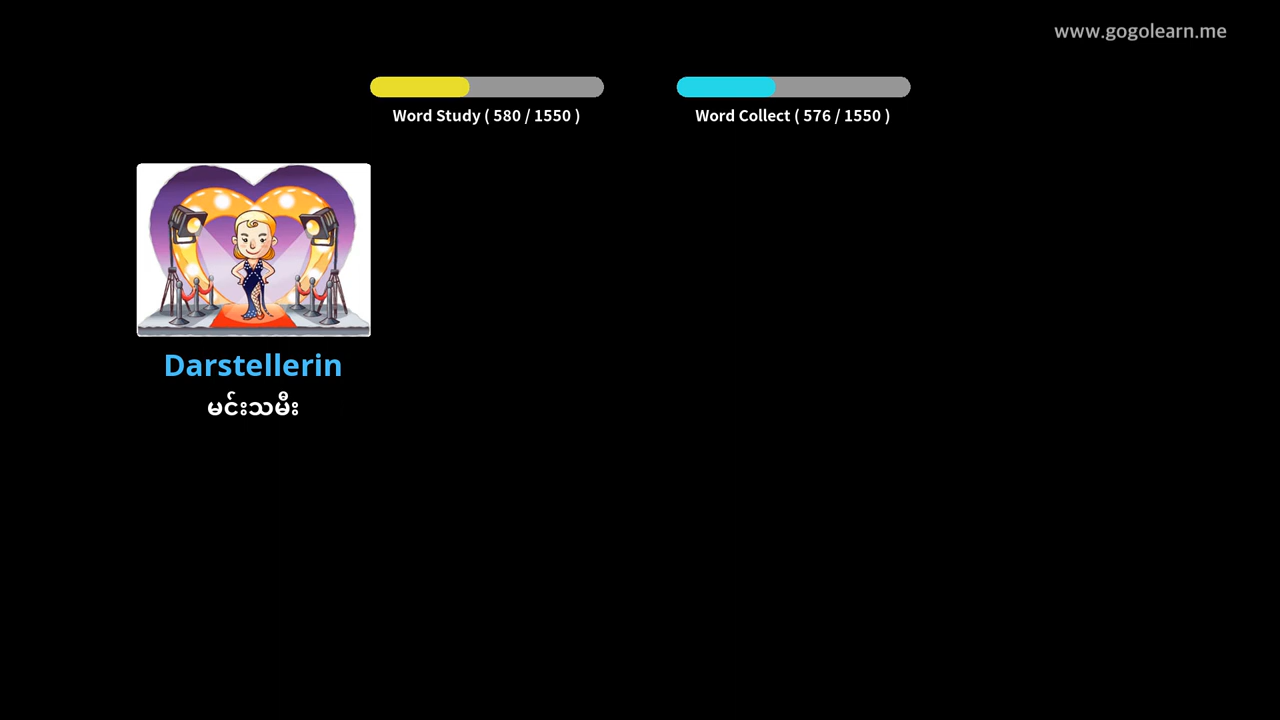 www.gogolearn.me
Word Study ( 580 / 1550 )
Word Collect ( 576 / 1550 )
Darstellerin
မင်းသမီး